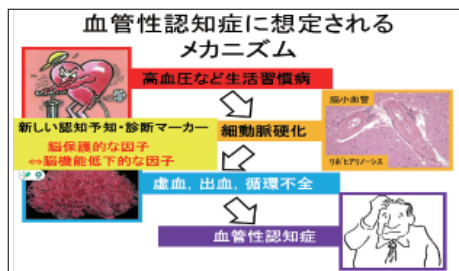 血管性認知症に想定される
メカニズム
高血圧など生活習慣病
脳小血管
新しい認知予知・診断マーカー
細動脈硬化
脳保護的な因子
⇔脳機能低下的な因子
リポヒアリノーシス
虚血, 出血, 循環不全
血管性認知症